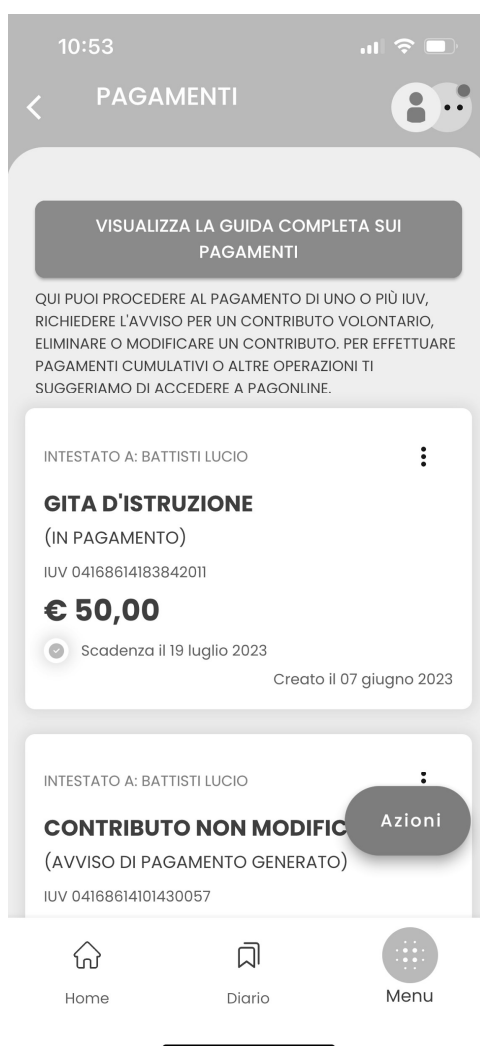 10:53
PAGAMENTI
VISUALIZZA LA GUIDA COMPLETA SUI
PAGAMENTI
QUI PUOI PROCEDERE AL PAGAMENTO DI UNO O PIÙ IUV,
RICHIEDERE L'AVVISO PER UN CONTRIBUTO VOLONTARIO,
ELIMINARE O MODIFICARE UN CONTRIBUTO. PER EFFETTUARE
PAGAMENTI CUMULATIVI O ALTRE OPERAZIONI TI
SUGGERIAMO DI ACCEDERE A PAGONLINE.
INTESTATO A: BATTISTI LUCIO
GITA D'ISTRUZIONE
(IN PAGAMENTO)
IUV 04168614183842011
€ 50,00
Scadenza il 19 luglio 2023
Creato il 07 giugno 2023
INTESTATO A: BATTISTI LUCIO
CONTRIBUTO NON MODIFIC
Azioni
(AVVISO DI PAGAMENTO GENERATO)
IUV 04168614101430057
Home
Diario
Menu